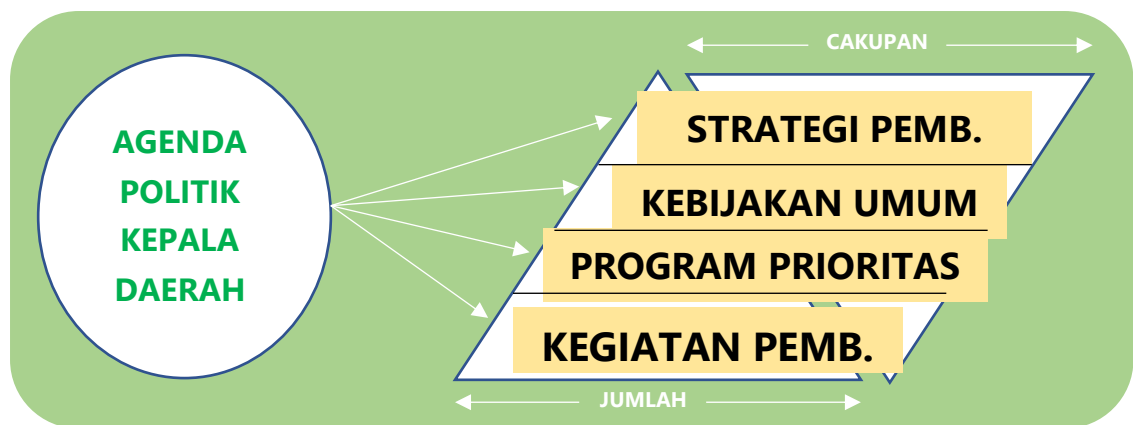 CAKUPAN
AGENDA
POLITIK
KEPALA
DAERAH
STRATEGI PEMB.
KEBIJAKAN UMUM
PROGRAM PRIORITAS
KEGIATAN PEMB.
JUMLAH